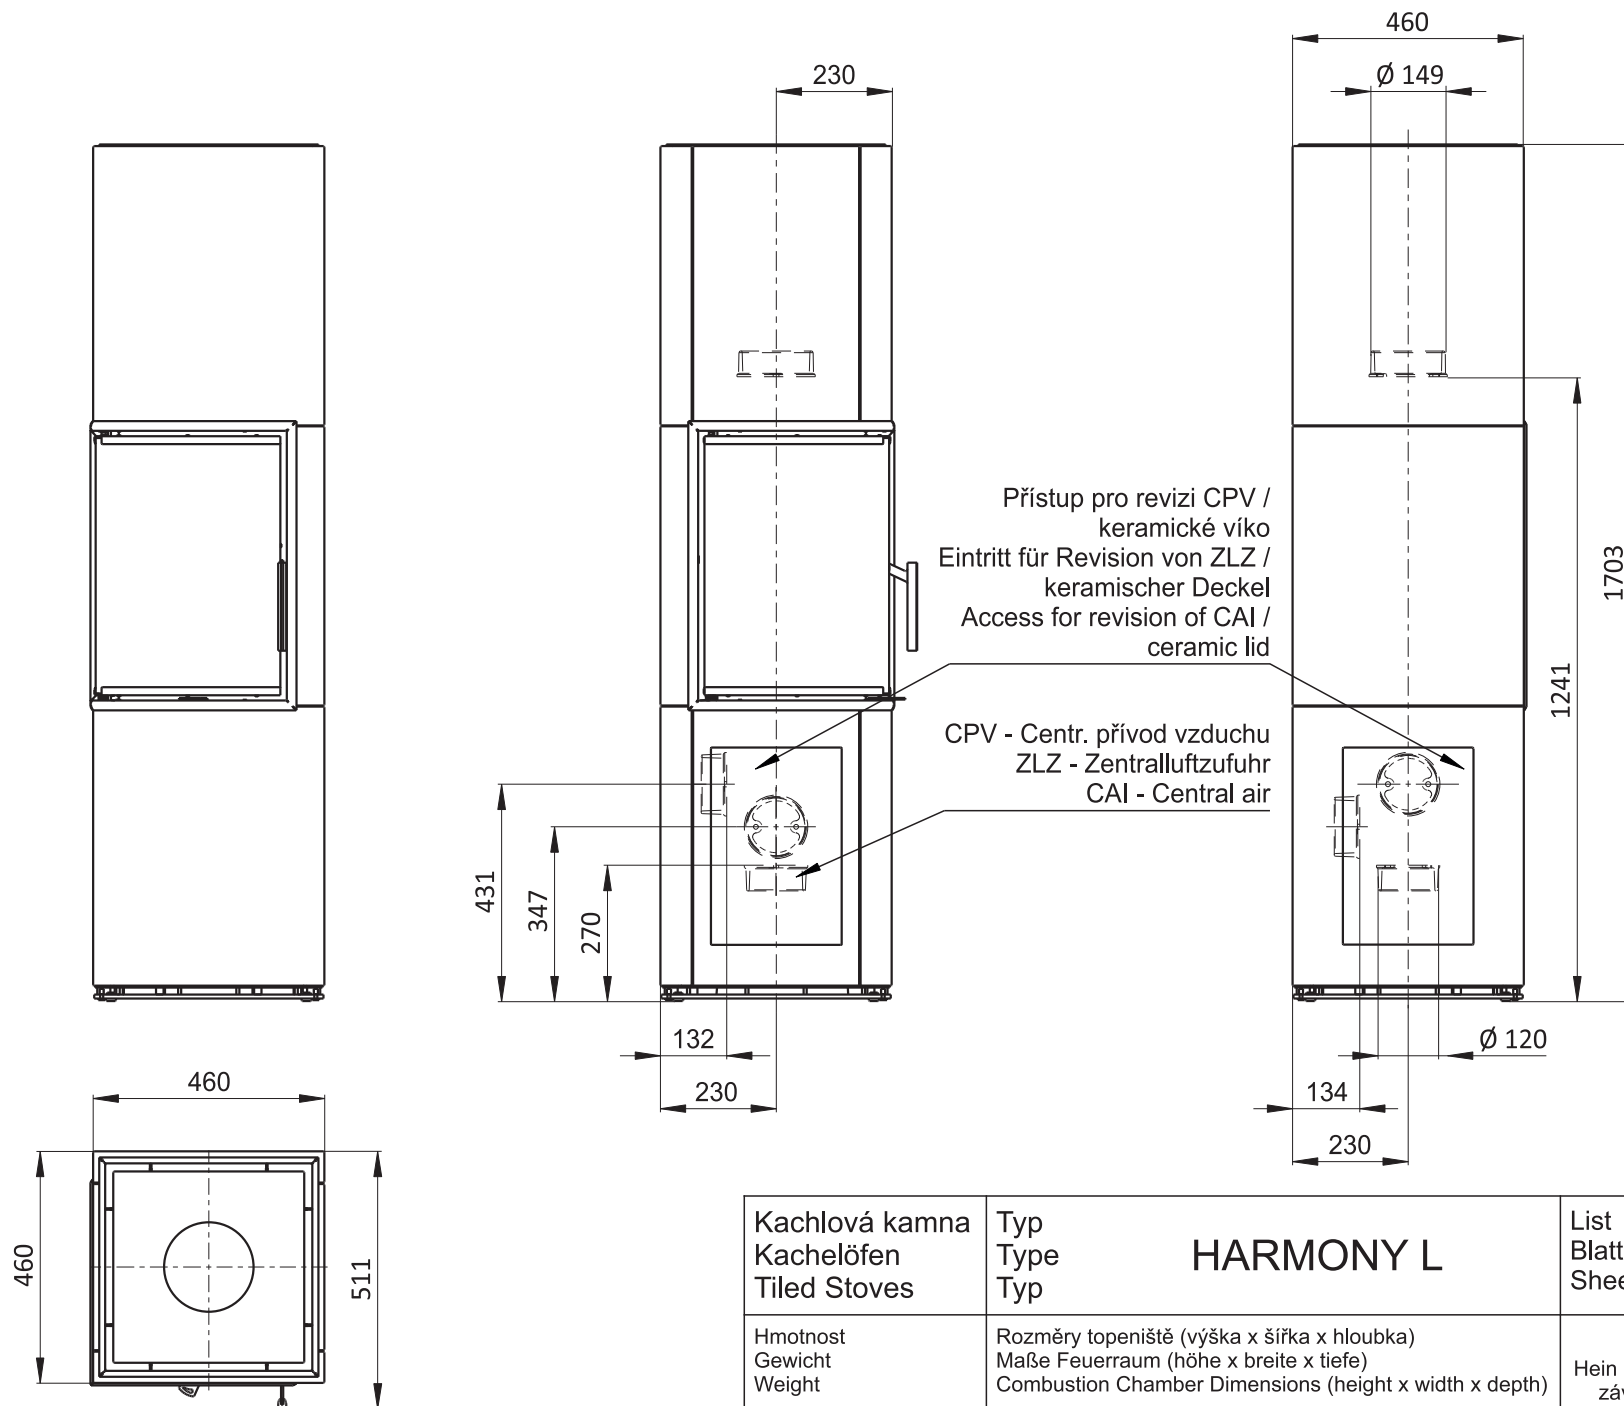 460
230
Ø 149
Přístup pro revizi CPV /
keramické víko
Eintritt für Revision von ZLZ /
keramischer Deckel
Access for revision of CAI /
ceramic lid
1703
1241
CPV - Centr. přívod vzduchu
ZLZ - Zentralluftzufuhr
CAI - Central air
431
347
270
132
Ø 120
230
134
230
460
460
511
Kachlová kamna
Kachelöfen
Tiled Stoves
Typ
Type
Typ
HARMONY L
List
Blatt
Hmotnost
Gewicht
Weight
Rozměry topeniště (výška x šířka x hloubka)
Maße Feuerraum (höhe x breite x tiefe)
Combustion Chamber Dimensions (height x width x depth)
Hein